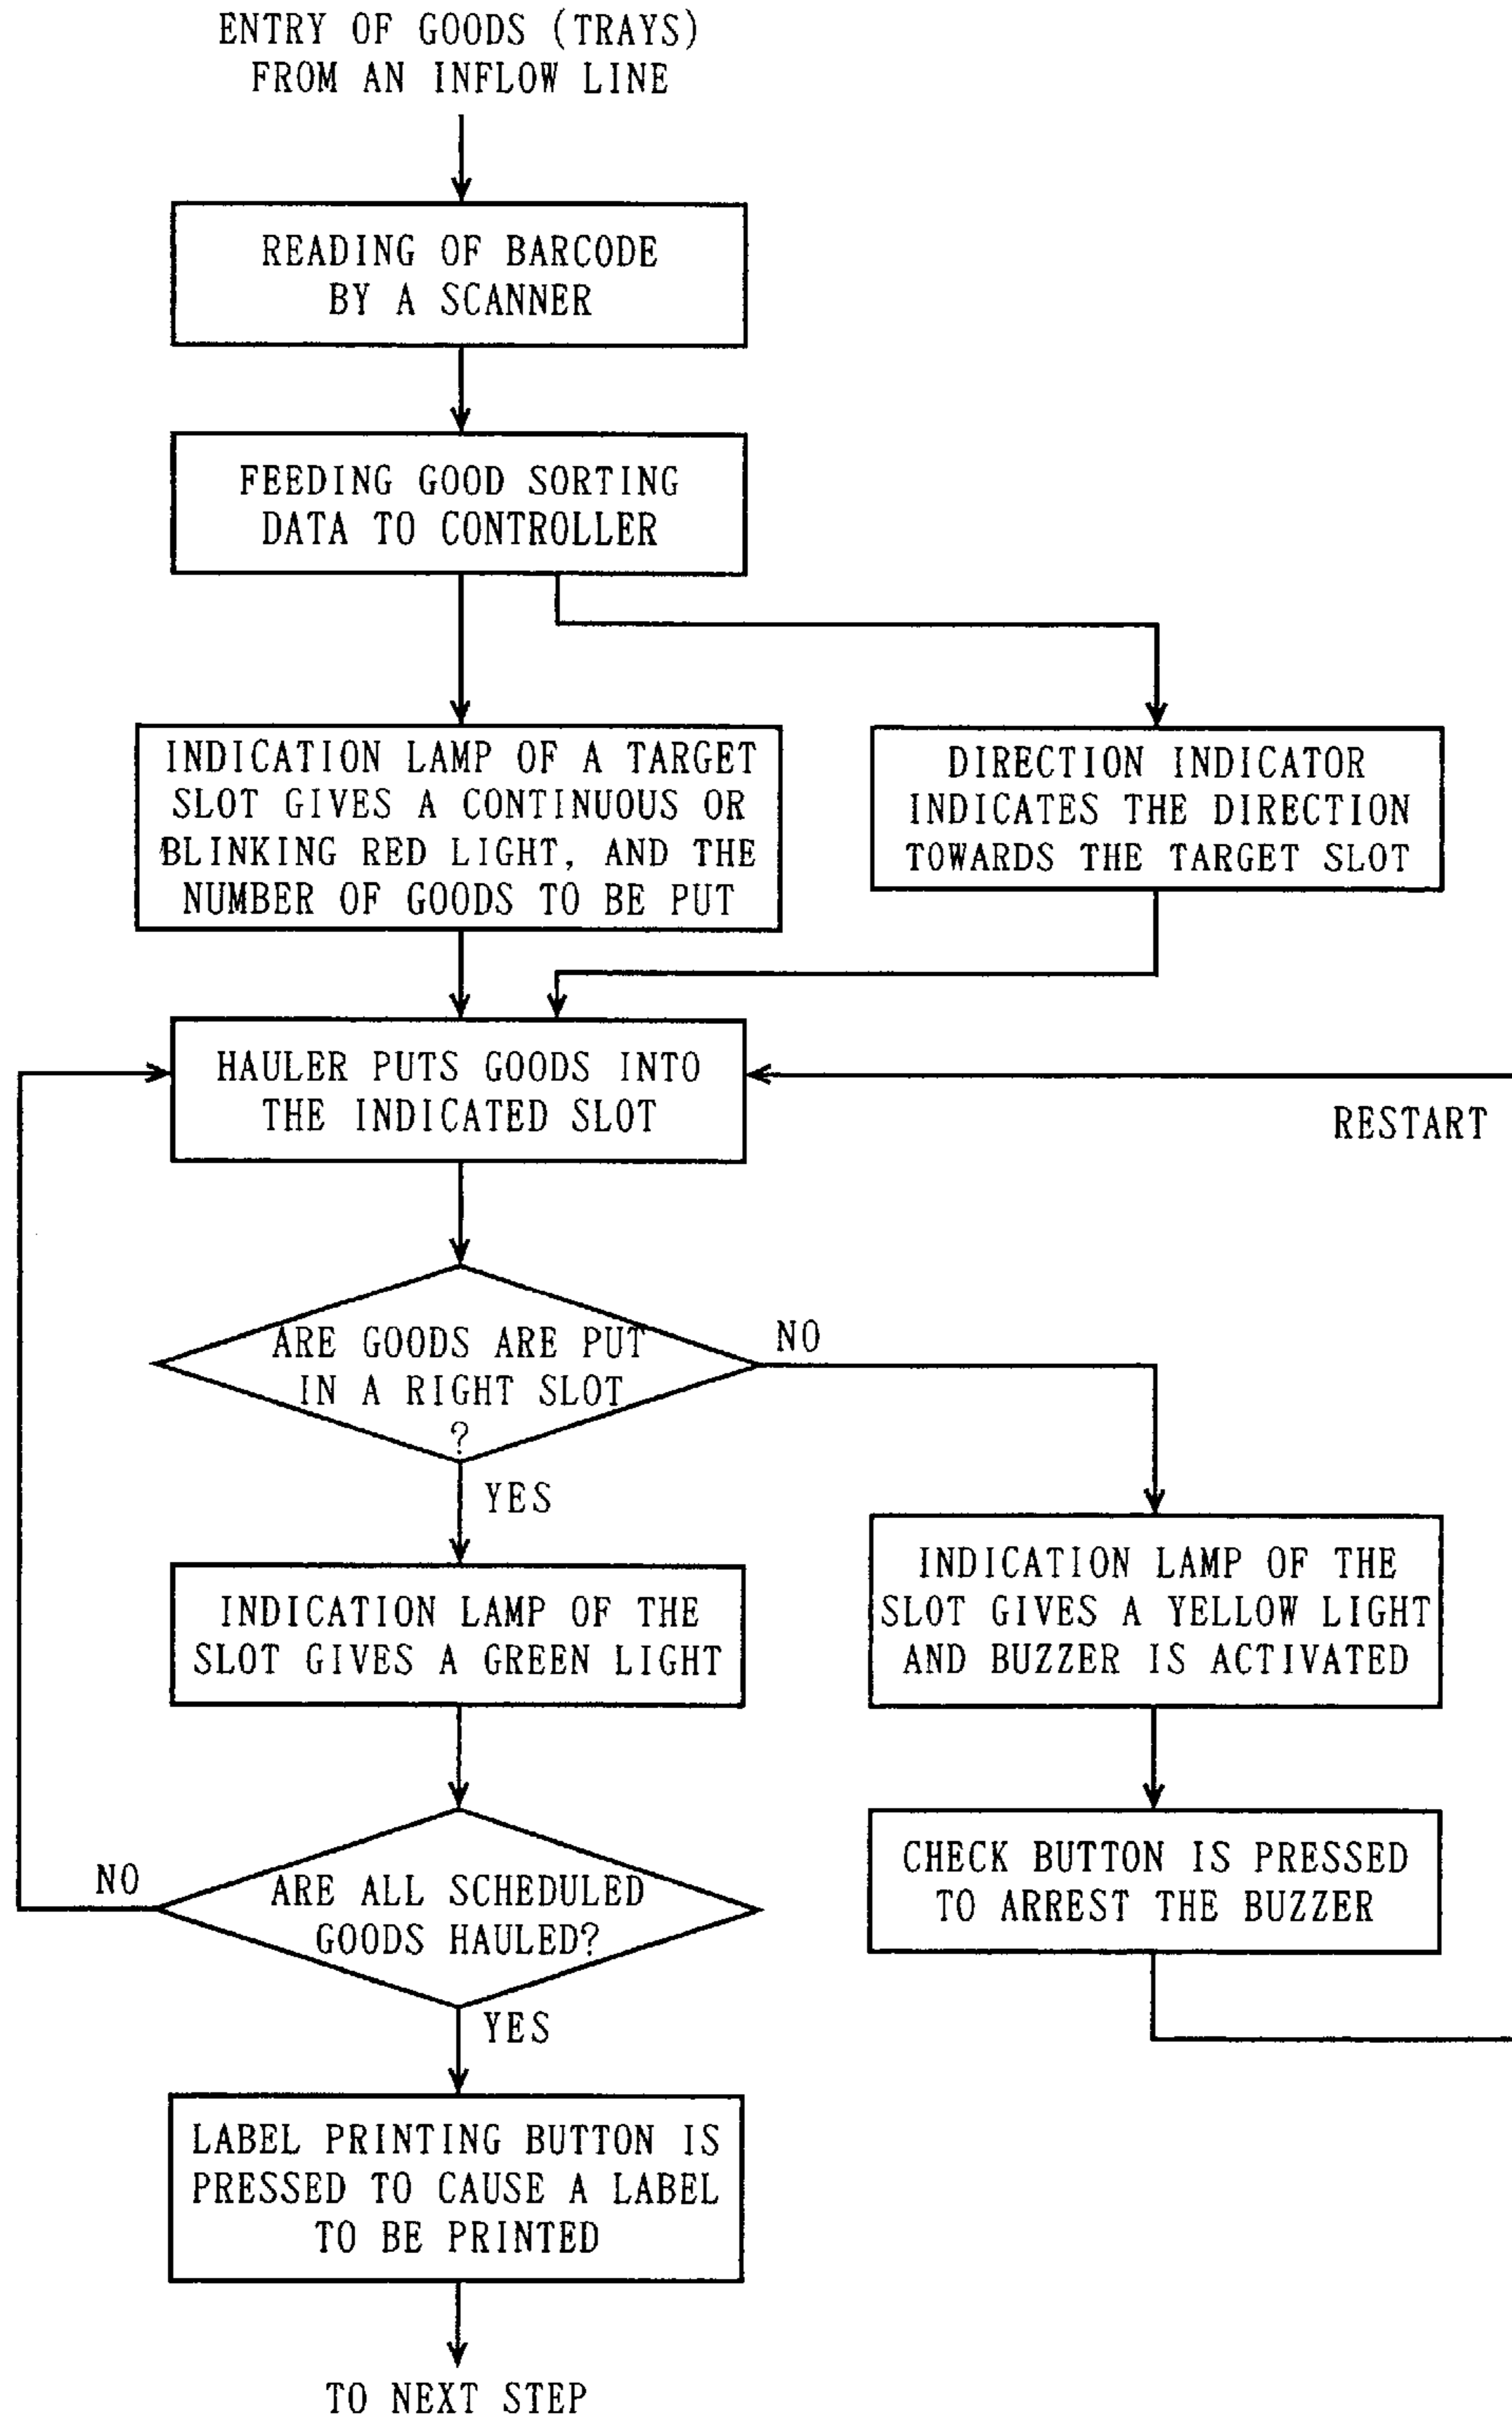 ENTRY OF GOODS (TRAYS)
FROM AN INFLOW LINE
READING OF BARCODE
BY A SCANNER
FEEDING GOOD SORTING
DATA TO CONTROLLER
INDICATION LAMP OF A TARGET
SLOT GIVES A CONTINUOUS OR
BLINKING RED LIGHT, AND THE
NUMBER OF GOODS TO BE PUT
DIRECTION INDICATOR
INDICATES THE DIRECTION
TOWARDS THE TARGET SLOT
HAULER PUTS GOODS INTO
THE INDICATED SLOT
RESTART
ARE GOODS ARE PUT
IN A RIGHT SLOT
?
NO
YES
INDICATION LAMP OF THE
SLOT GIVES A GREEN LIGHT
INDICATION LAMP OF THE
SLOT GIVES A YELLOW LIGHT
AND BUZZER IS ACTIVATED
CHECK BUTTON IS PRESSED
TO ARREST THE BUZZER
NO
ARE ALL SCHEDULED
GOODS HAULED?
YES
LABEL PRINTING BUTTON IS
PRESSED TO CAUSE A LABEL
TO BE PRINTED
TO NEXT STEP